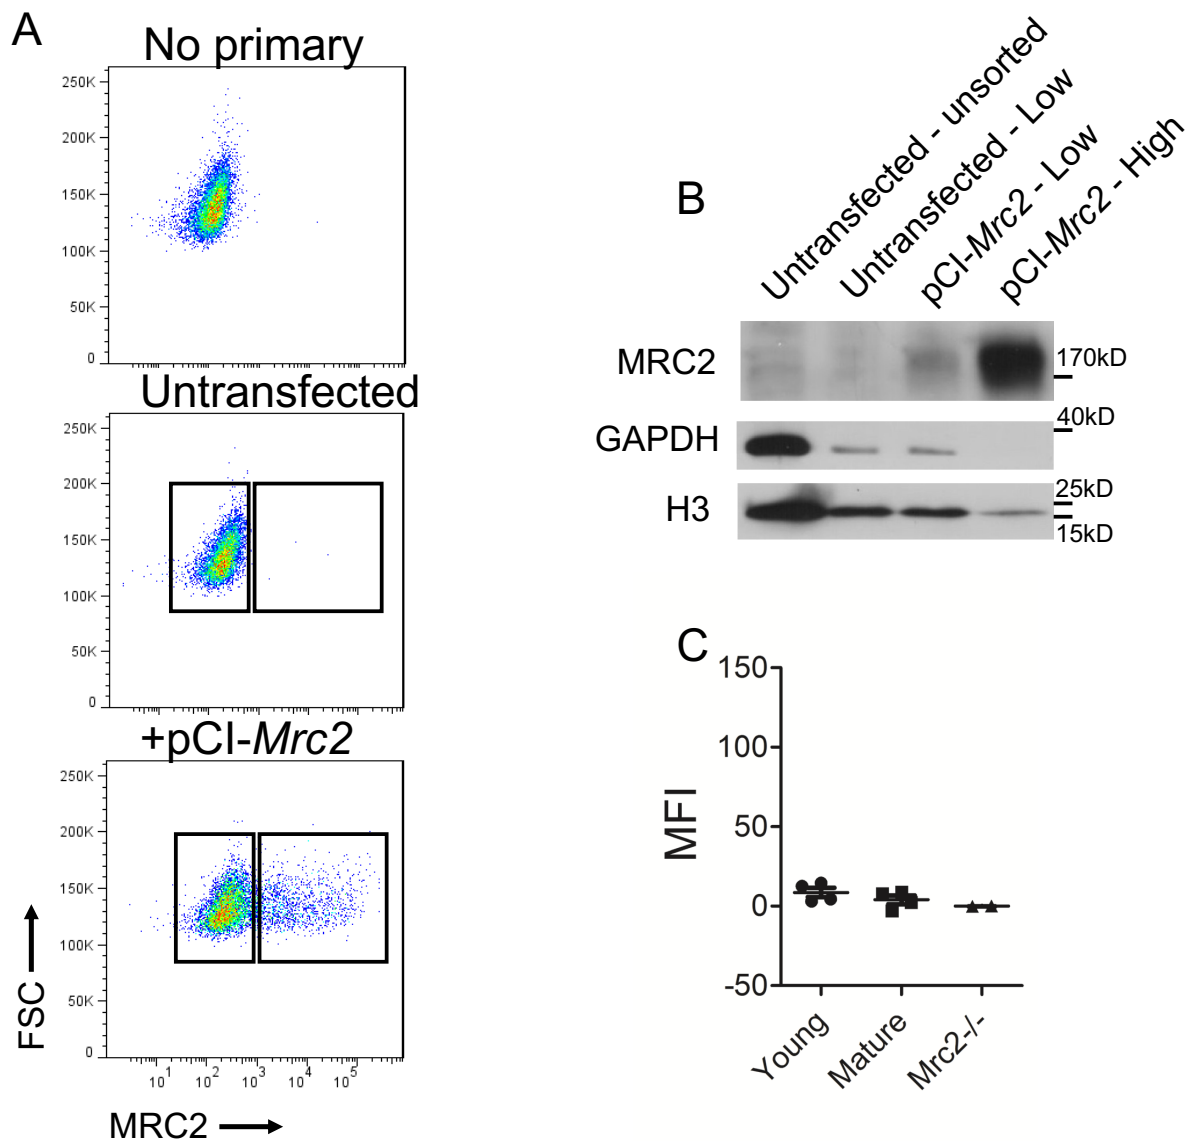 A
No primary
250K
200K
150K
100K
50K
0
Untransfected
250K
200K
150K
100K
50K
0
+pCI-Mrc2
250K
200K
150K
100K
50K
0
10^1 10^2 10^3 10^4 10^5
FSC
MRC2
B
Untransfected - unsorted
Untransfected - Low
pCI-Mrc2 - Low
pCI-Mrc2 - High
MRC2
170kD
GAPDH
40kD
H3
25kD
15kD
C
MFI
150
100
50
0
-50
Young
Mature
Mrc2-/-